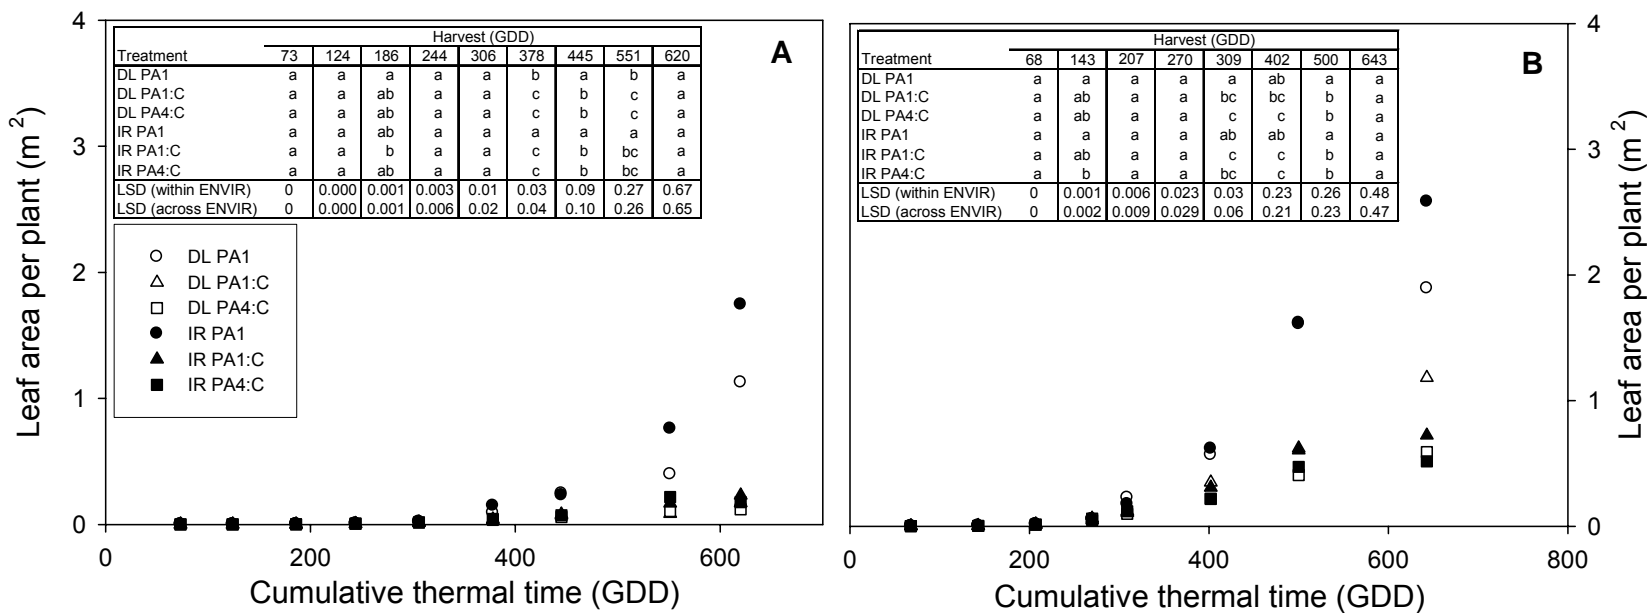 4
3
2
1
0
Leaf area per plant (m²)
A
Harvest (GDD)
Treatment 73 124 186 244 306 378 445 551 620
DL PA1 a a a a a b a b a
DL PA1:C a a ab a a c b c a
DL PA4:C a a ab a a c b c a
IR PA1 a a ab a a a a a a
IR PA1:C a a b a a c b bc a
IR PA4:C a a ab a a c b bc a
LSD (within ENVIR) 0 0.000 0.001 0.003 0.01 0.03 0.09 0.27 0.67
LSD (across ENVIR) 0 0.000 0.001 0.006 0.02 0.04 0.10 0.26 0.65
DL PA1
DL PA1:C
DL PA4:C
IR PA1
IR PA1:C
IR PA4:C
0 200 400 600
Cumulative thermal time (GDD)
B
Harvest (GDD)
Treatment 68 143 207 270 309 402 500 643
DL PA1 a a a a a ab a a
DL PA1:C a ab a a bc bc b a
DL PA4:C a ab a a c c b a
IR PA1 a a a a ab ab a a
IR PA1:C a ab a a c c b a
IR PA4:C a b a a bc c b a
LSD (within ENVIR) 0 0.001 0.006 0.023 0.03 0.23 0.26 0.48
LSD (across ENVIR) 0 0.002 0.009 0.029 0.06 0.21 0.23 0.47
0 200 400 600 800
Cumulative thermal time (GDD)
4
3
2
1
0
Leaf area per plant (m²)